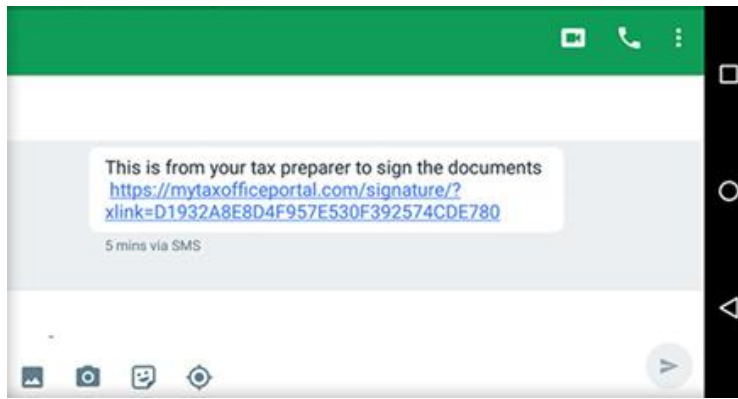 This is from your tax preparer to sign the documents
https://mytaxofficeportal.com/signature/?
xlink=D1932A8E8D4F957E530F392574CDE780
5 mins via SMS